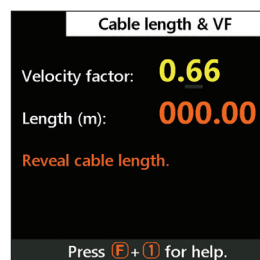 Cable length & VF
Velocity factor: 0.66
Length (m): 000.00
Reveal cable length.
Press F + 1 for help.